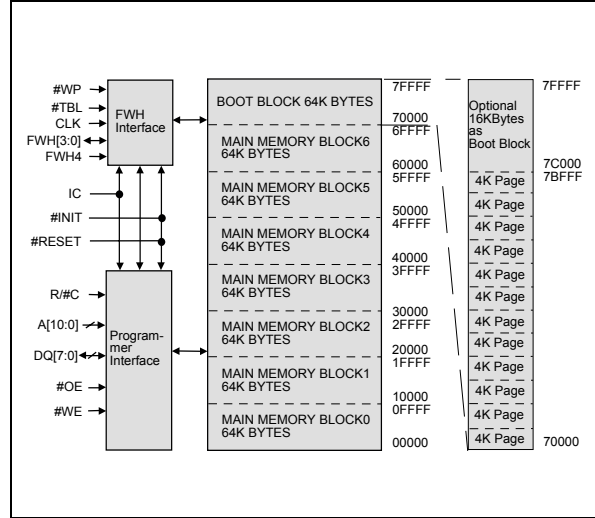 #WP
#TBL
CLK
FWH[3:0]
FWH4
IC
#INIT
#RESET
R/#C
A[10:0]
DQ[7:0]
#OE
#WE
FWH
Interface
Program-
mer
Interface
BOOT BLOCK 64K BYTES
MAIN MEMORY BLOCK6
64K BYTES
MAIN MEMORY BLOCK5
64K BYTES
MAIN MEMORY BLOCK4
64K BYTES
MAIN MEMORY BLOCK3
64K BYTES
MAIN MEMORY BLOCK2
64K BYTES
MAIN MEMORY BLOCK1
64K BYTES
MAIN MEMORY BLOCK0
64K BYTES
7FFFF
70000
6FFFF
60000
5FFFF
50000
4FFFF
40000
3FFFF
30000
2FFFF
20000
1FFFF
10000
0FFFF
00000
Optional
16KBytes
as
Boot Block
4K Page
4K Page
4K Page
4K Page
4K Page
4K Page
4K Page
4K Page
4K Page
4K Page
4K Page
4K Page
7FFFF
7C000
7BFFF
70000